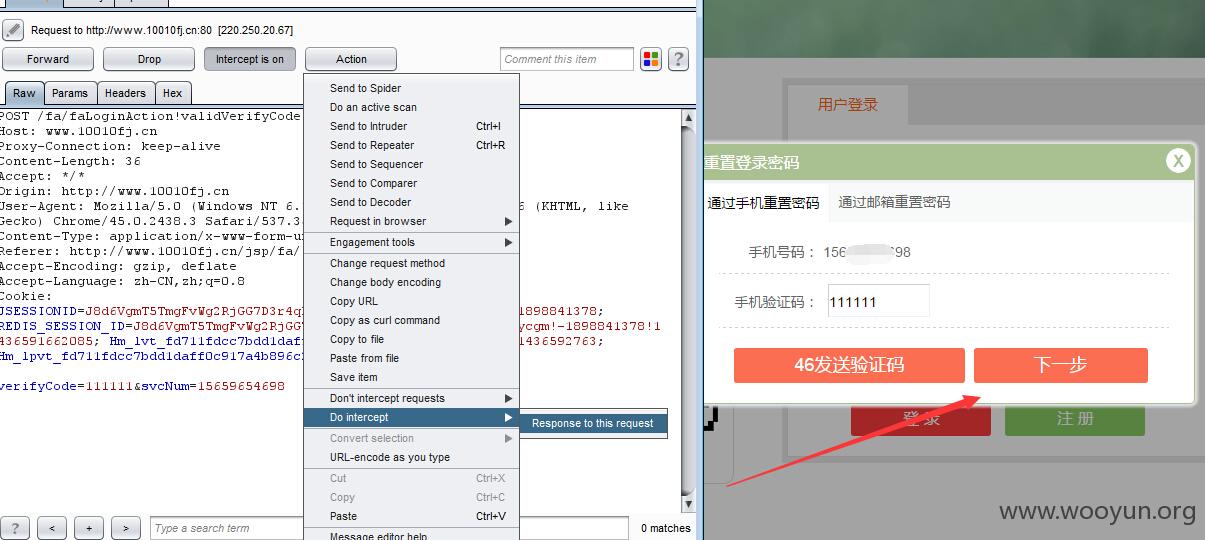 Request to http://www.10010fj.cn:80 [220.250.20.67]
Forward
Drop
Intercept is on
Action
Comment this item
?
Raw
Params
Headers
Hex
POST /fa/faLoginAction!validVerifyCode
Host: www.10010fj.cn
Proxy-Connection: keep-alive
Content-Length: 36
Accept: */*
Origin: http://www.10010fj.cn
User-Agent: Mozilla/5.0 (Windows NT 6. 6 (KHTML, like
Gecko) Chrome/45.0.2438.3 Safari/537.3
Content-Type: application/x-www-form-u
Referer: http://www.10010fj.cn/jsp/fa/
Accept-Encoding: gzip, deflate
Accept-Language: zh-CN,zh;q=0.8
Cookie:
JSESSIONID=J8d6VgmT5TmgFvWg2RjGG7D3r4q 1898841378;
REDIS_SESSION_ID=J8d6VgmT5TmgFvWg2RjGG ycgm!-1898841378!1
436591662085; Hm_lvt_fd711fdcc7bdd1daf 1436592763;
Hm_lpvt_fd711fdcc7bdd1daff0c917a4b896c
verifyCode=111111&svcNum=15659654698
Send to Spider
Do an active scan
Send to Intruder Ctrl+I
Send to Repeater Ctrl+R
Send to Sequencer
Send to Comparer
Send to Decoder
Request in browser
Engagement tools
Change request method
Change body encoding
Copy URL
Copy as curl command
Copy to file
Paste from file
Save item
Don't intercept requests
Do intercept
Response to this request
Convert selection
URL-encode as you type
Cut Ctrl+X
Copy Ctrl+C
Paste Ctrl+V
Message editor help
?
<
+
>
Type a search term
0 matches
用户登录
重置登录密码
X
通过手机重置密码
通过邮箱重置密码
手机号码： 156 98
手机验证码： 111111
46发送验证码
下一步
登 录
注 册
www.wooyun.org